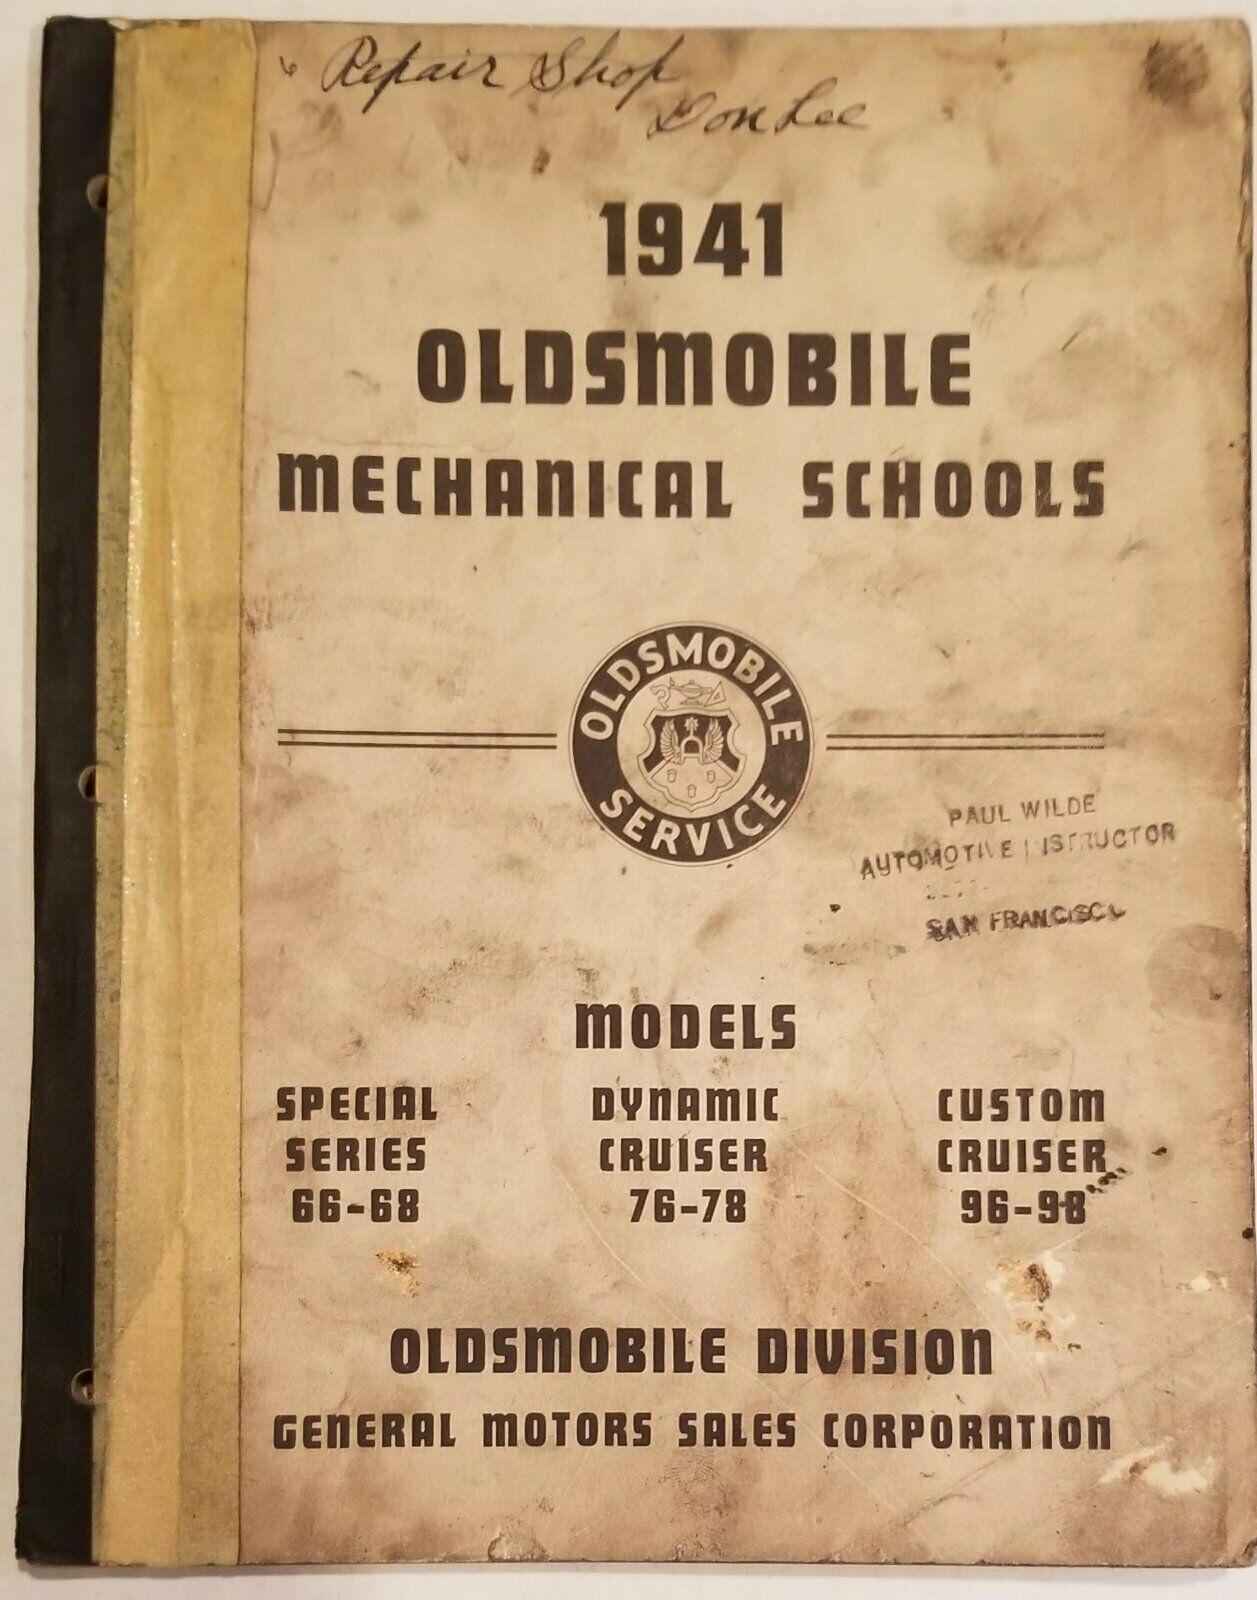 Repair Shop
Don Lee
1941
OLDSMOBILE
MECHANICAL SCHOOLS
OLDSMOBILE
SERVICE
PAUL WILDE
AUTOMOTIVE INSTRUCTOR
SAN FRANCISCO
MODELS
SPECIAL SERIES 66-68
DYNAMIC CRUISER 76-78
CUSTOM CRUISER 96-98
OLDSMOBILE DIVISION
GENERAL MOTORS SALES CORPORATION